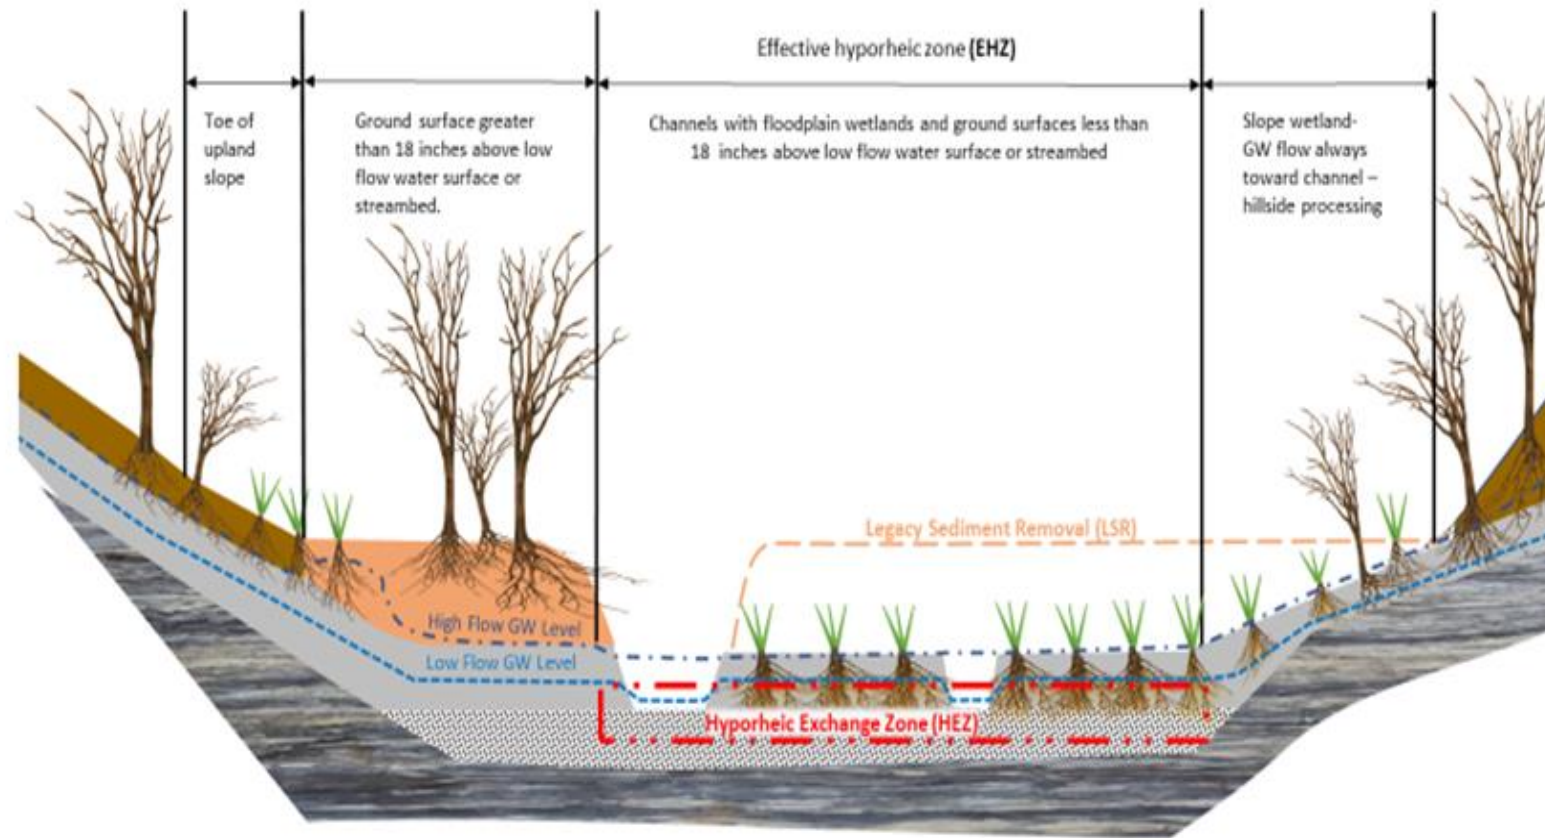 Effective hyporheic zone (EHZ)
Toe of
upland
slope
Ground surface greater
than 18 inches above low
flow water surface or
streambed.
Channels with floodplain wetlands and ground surfaces less than
18 inches above low flow water surface or streambed
Slope wetland-
GW flow always
toward channel –
hillside processing
Legacy Sediment Removal (LSR)
High Flow GW Level
Low Flow GW Level
Hyporheic Exchange Zone (HEZ)